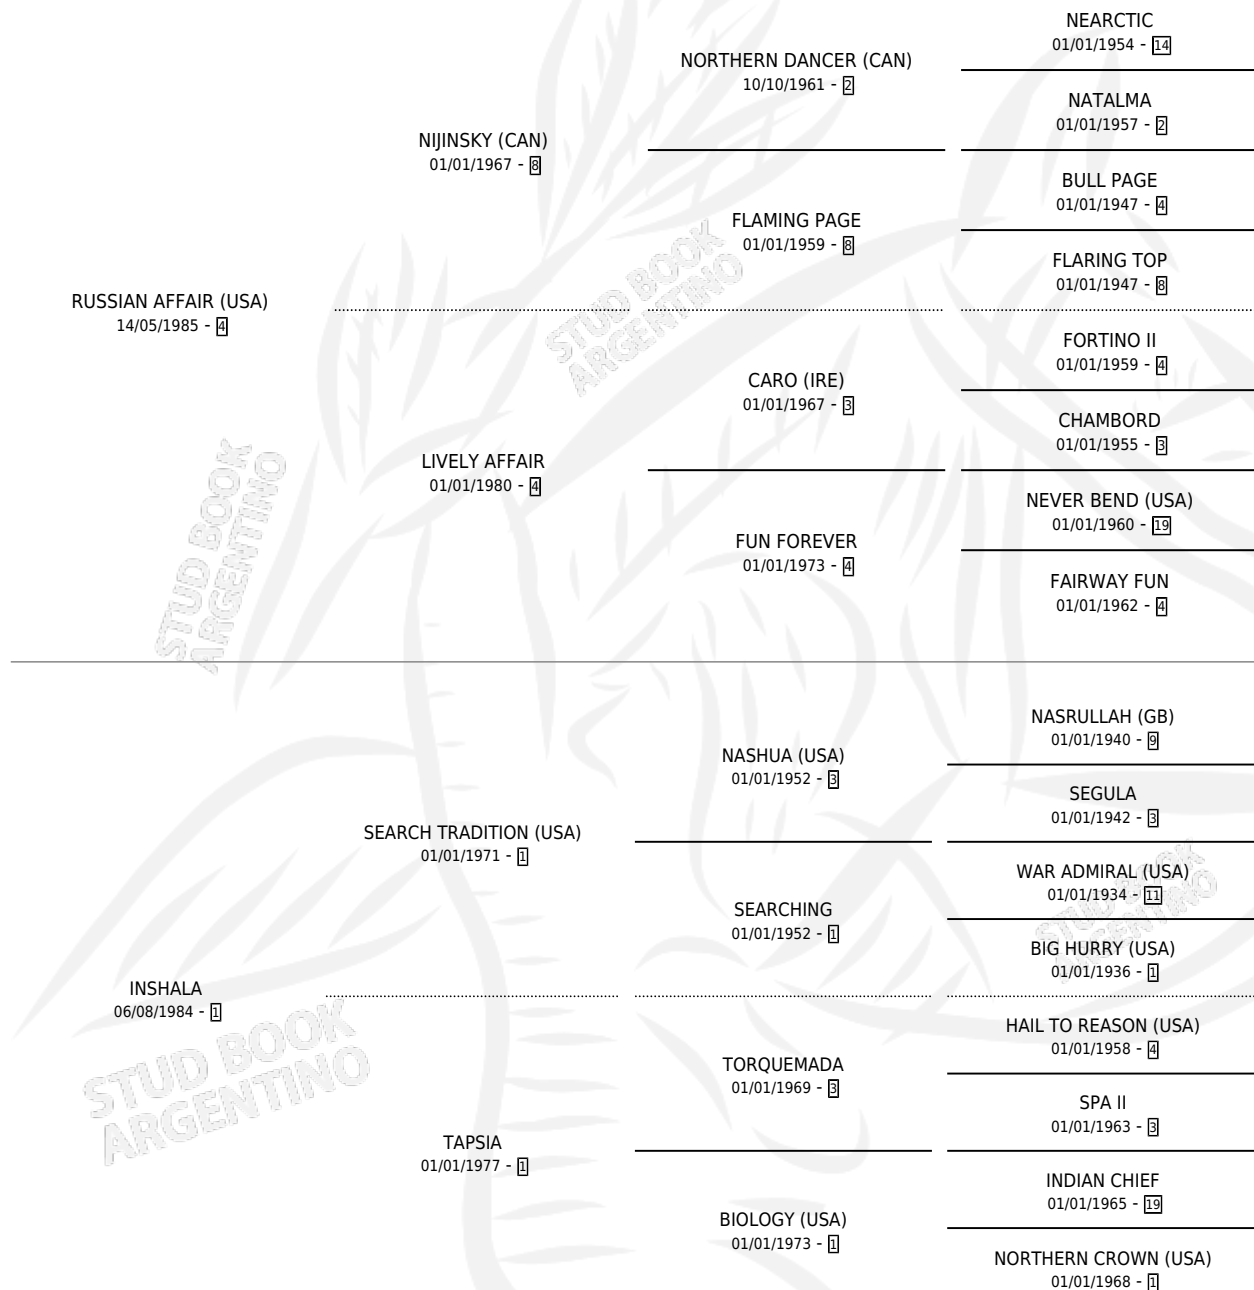 NEARCTIC
01/01/1954 - 14
NORTHERN DANCER (CAN)
10/10/1961 - 2
NATALMA
01/01/1957 - 2
NIJINSKY (CAN)
01/01/1967 - 8
BULL PAGE
01/01/1947 - 4
FLAMING PAGE
01/01/1959 - 8
FLARING TOP
01/01/1947 - 8
RUSSIAN AFFAIR (USA)
14/05/1985 - 4
FORTINO II
01/01/1959 - 4
CARO (IRE)
01/01/1967 - 3
CHAMBORD
01/01/1955 - 3
LIVELY AFFAIR
01/01/1980 - 4
NEVER BEND (USA)
01/01/1960 - 19
FUN FOREVER
01/01/1973 - 4
FAIRWAY FUN
01/01/1962 - 4
NASRULLAH (GB)
01/01/1940 - 9
NASHUA (USA)
01/01/1952 - 3
SEGULA
01/01/1942 - 3
SEARCH TRADITION (USA)
01/01/1971 - 1
WAR ADMIRAL (USA)
01/01/1934 - 11
SEARCHING
01/01/1952 - 1
BIG HURRY (USA)
01/01/1936 - 1
INSHALA
06/08/1984 - 1
HAIL TO REASON (USA)
01/01/1958 - 4
TORQUEMADA
01/01/1969 - 3
SPA II
01/01/1963 - 3
TAPSIA
01/01/1977 - 1
INDIAN CHIEF
01/01/1965 - 19
BIOLOGY (USA)
01/01/1973 - 1
NORTHERN CROWN (USA)
01/01/1968 - 1
STUD BOOK
ARGENTINO
STUD BOOK
ARGENTINO
STUD BOOK
ARGENTINO
STUD BOOK
ARGENTINO